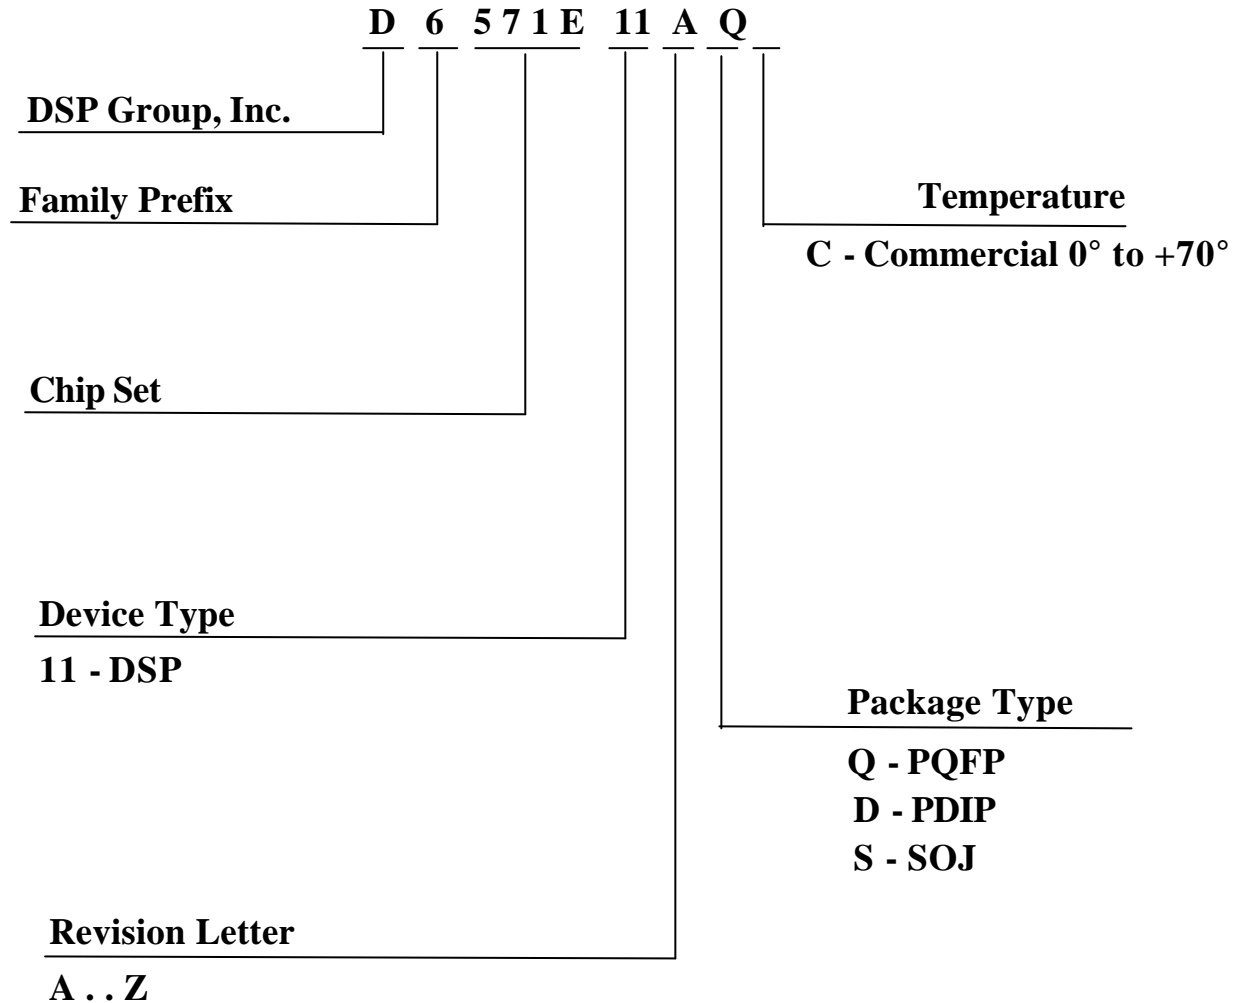 D 6 5 7 1 E 11 A Q
DSP Group, Inc.
Family Prefix
Temperature
C - Commercial 0° to +70°
Chip Set
Device Type
11 - DSP
Package Type
Q - PQFP
D - PDIP
S - SOJ
Revision Letter
A . . Z